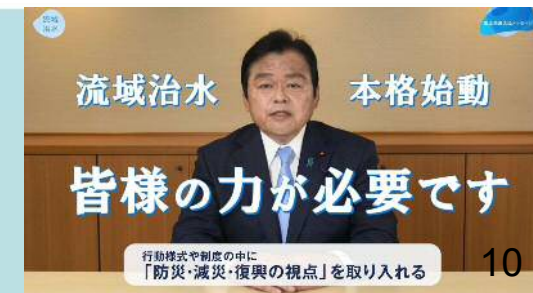 流域
治水
流域治水 本格始動
皆様の力が必要です
行動様式や制度の中に
「防災・減災・復興の視点」を取り入れる
10